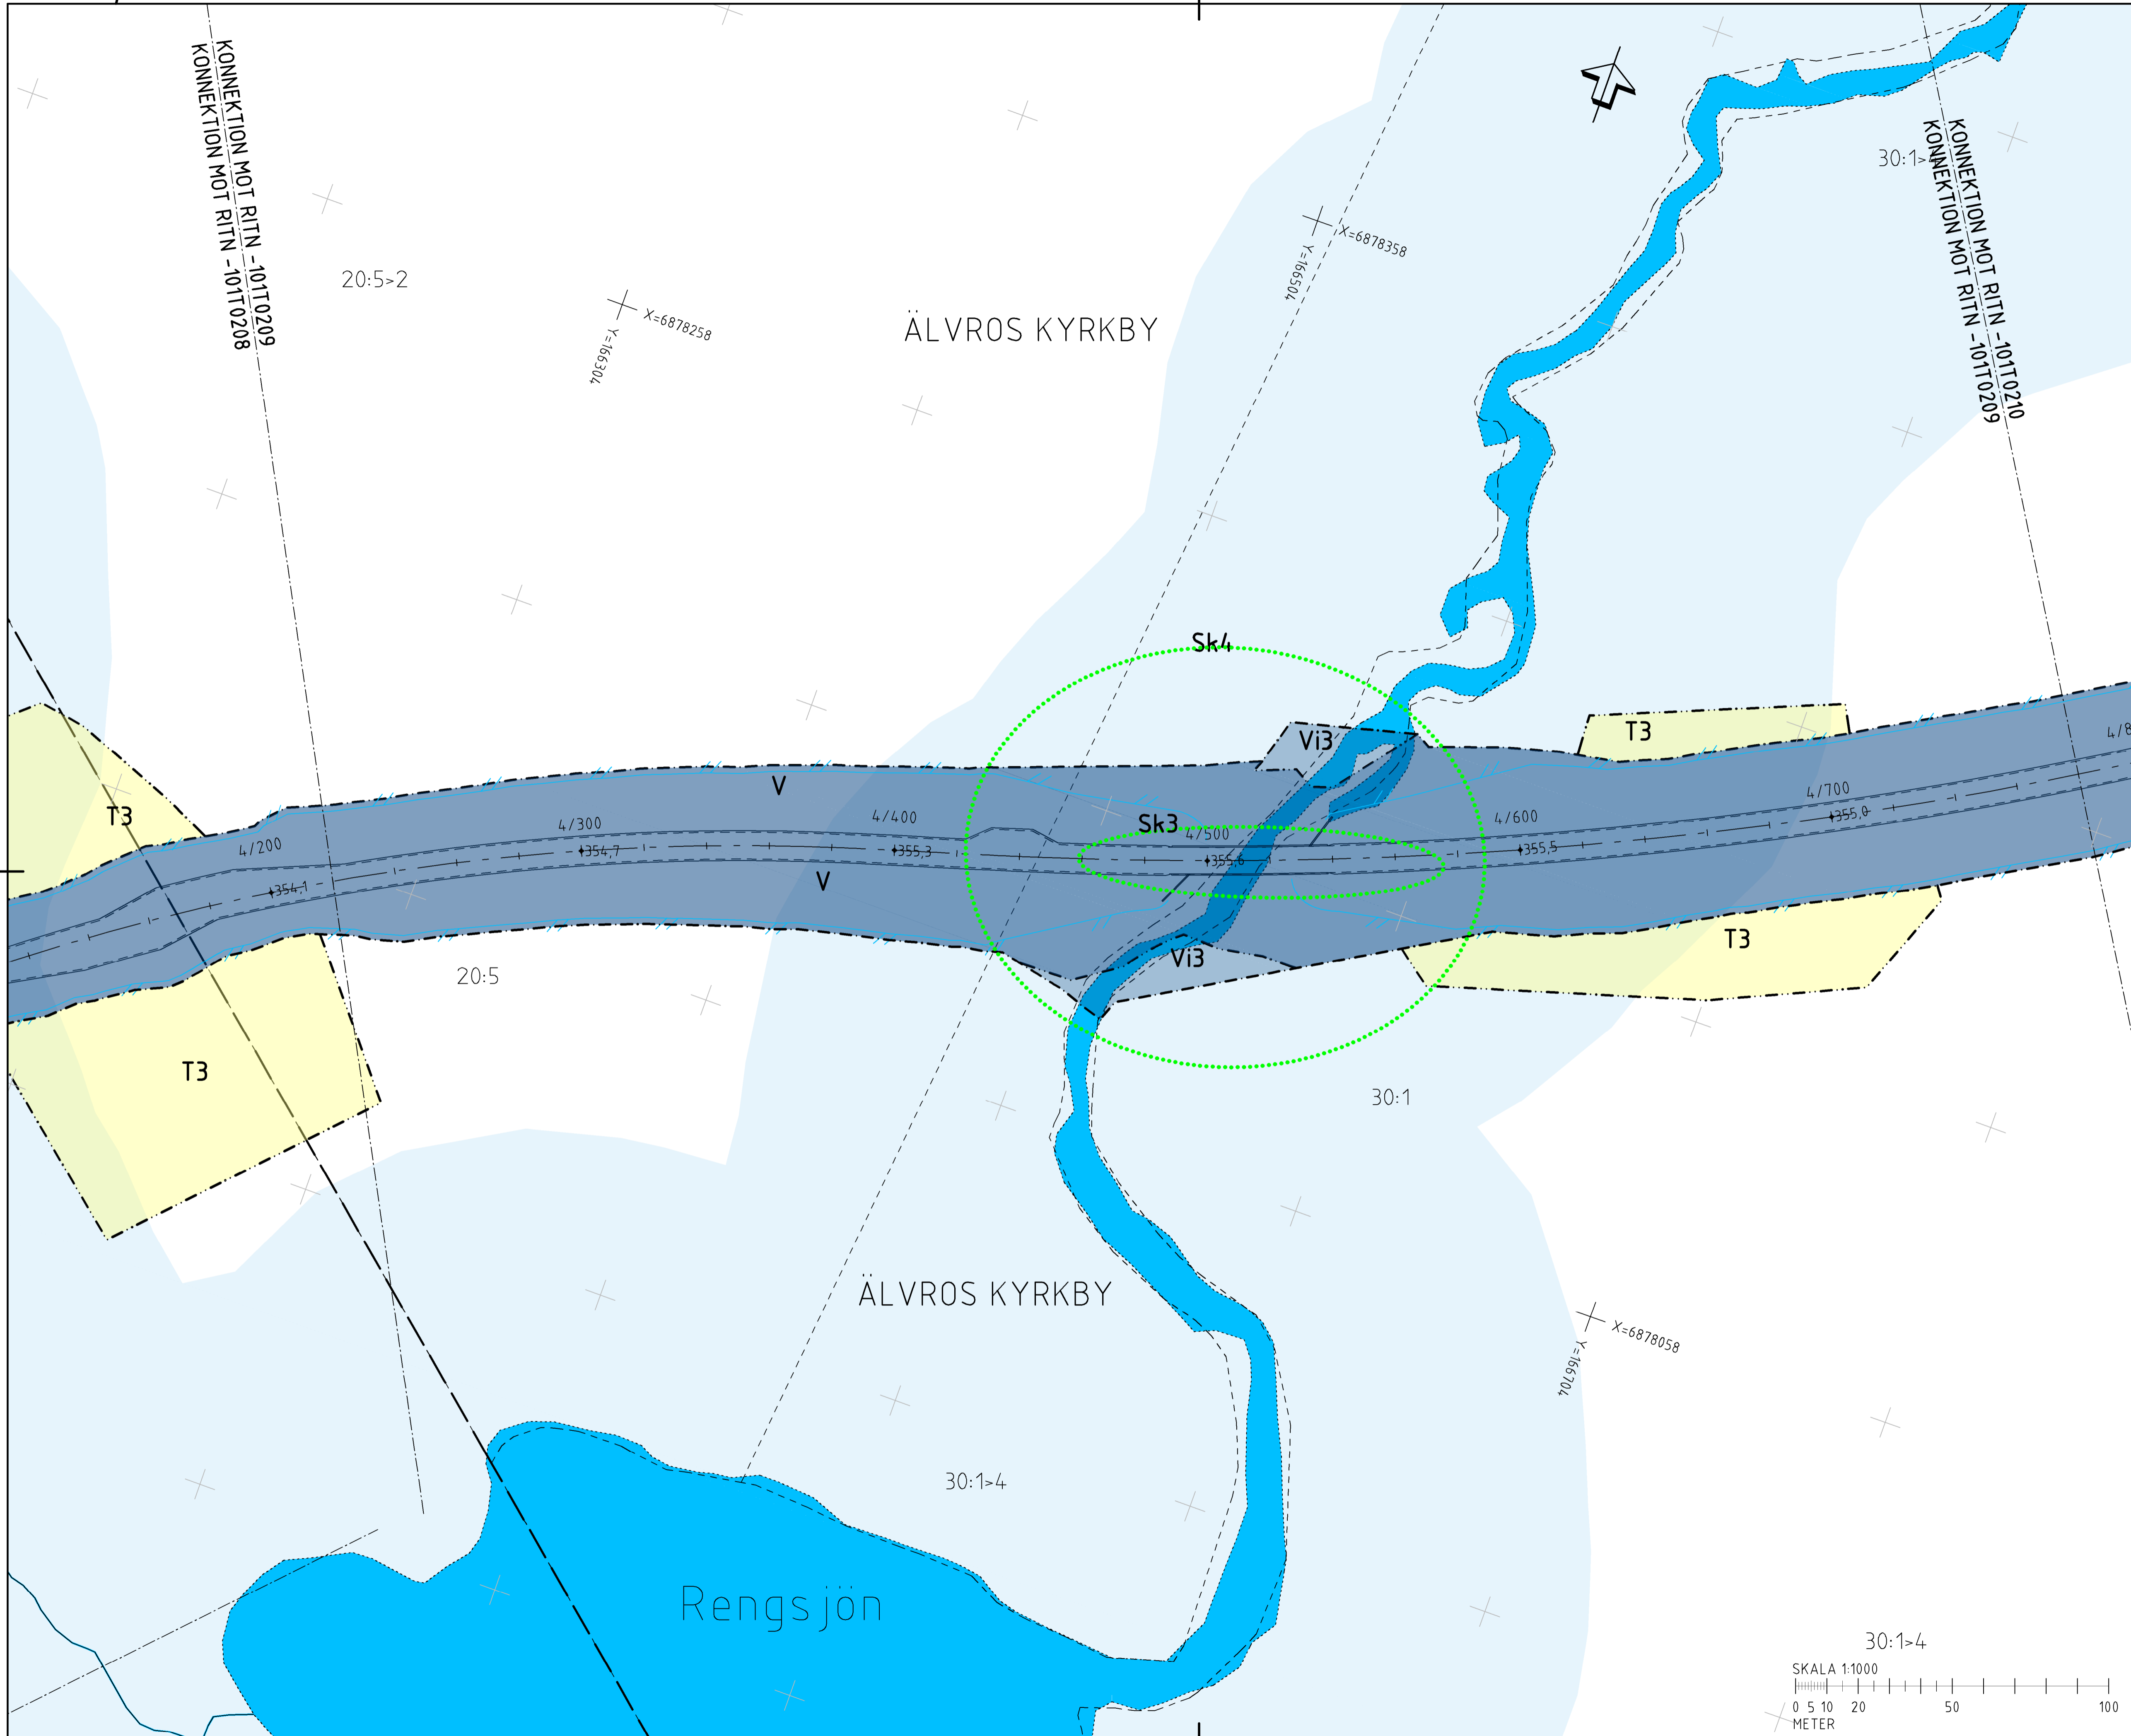 KONNEKTION MOT RITN -101T0209
KONNEKTION MOT RITN -101T0208
KONNEKTION MOT RITN -101T0210
KONNEKTION MOT RITN -101T0209
30:1>4
20:5>2
X=6878358
Y=166504
X=6878258
Y=166304
ÄLVROS KYRKBY
Sk4
Vi3
T3
V
T3
Sk3
4/200
4/300
4/400
4/500
4/600
4/700
4/8
354,1
354,7
355,3
355,6
355,5
355,0
V
T3
Vi3
20:5
T3
30:1
ÄLVROS KYRKBY
X=6878058
Y=166704
30:1>4
Rengsjön
30:1>4
SKALA 1:1000
0 5 10 20 50 100
METER